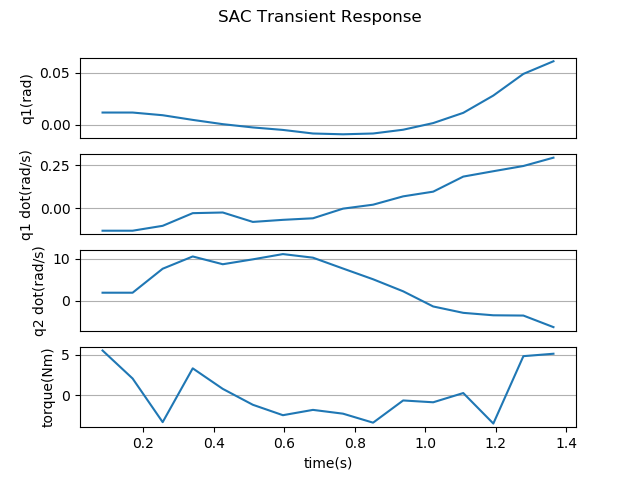 SAC Transient Response
q1(rad)
0.05
0.00
q1 dot(rad/s)
0.25
0.00
q2 dot(rad/s)
10
0
torque(Nm)
5
0
0.2 0.4 0.6 0.8 1.0 1.2 1.4
time(s)